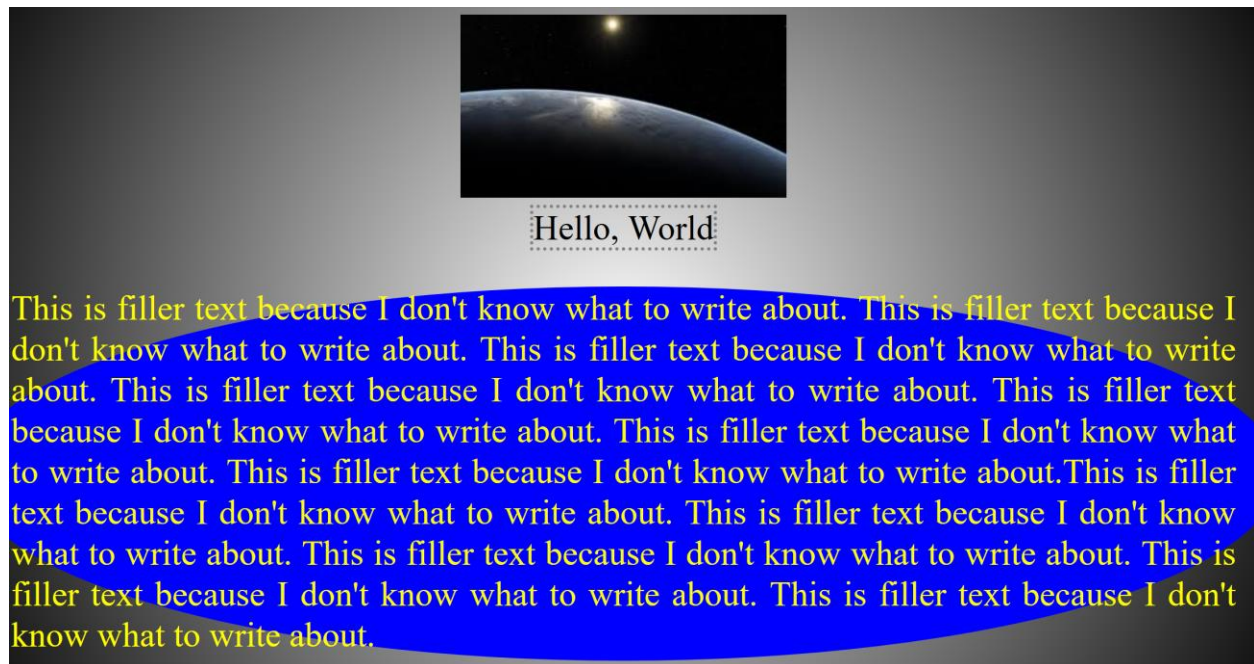 Hello, World
This is filler text because I don't know what to write about. This is filler text because I
don't know what to write about. This is filler text because I don't know what to write
about. This is filler text because I don't know what to write about. This is filler text
because I don't know what to write about. This is filler text because I don't know what
to write about. This is filler text because I don't know what to write about.This is filler
text because I don't know what to write about. This is filler text because I don't know
what to write about. This is filler text because I don't know what to write about. This is
filler text because I don't know what to write about. This is filler text because I don't
know what to write about.